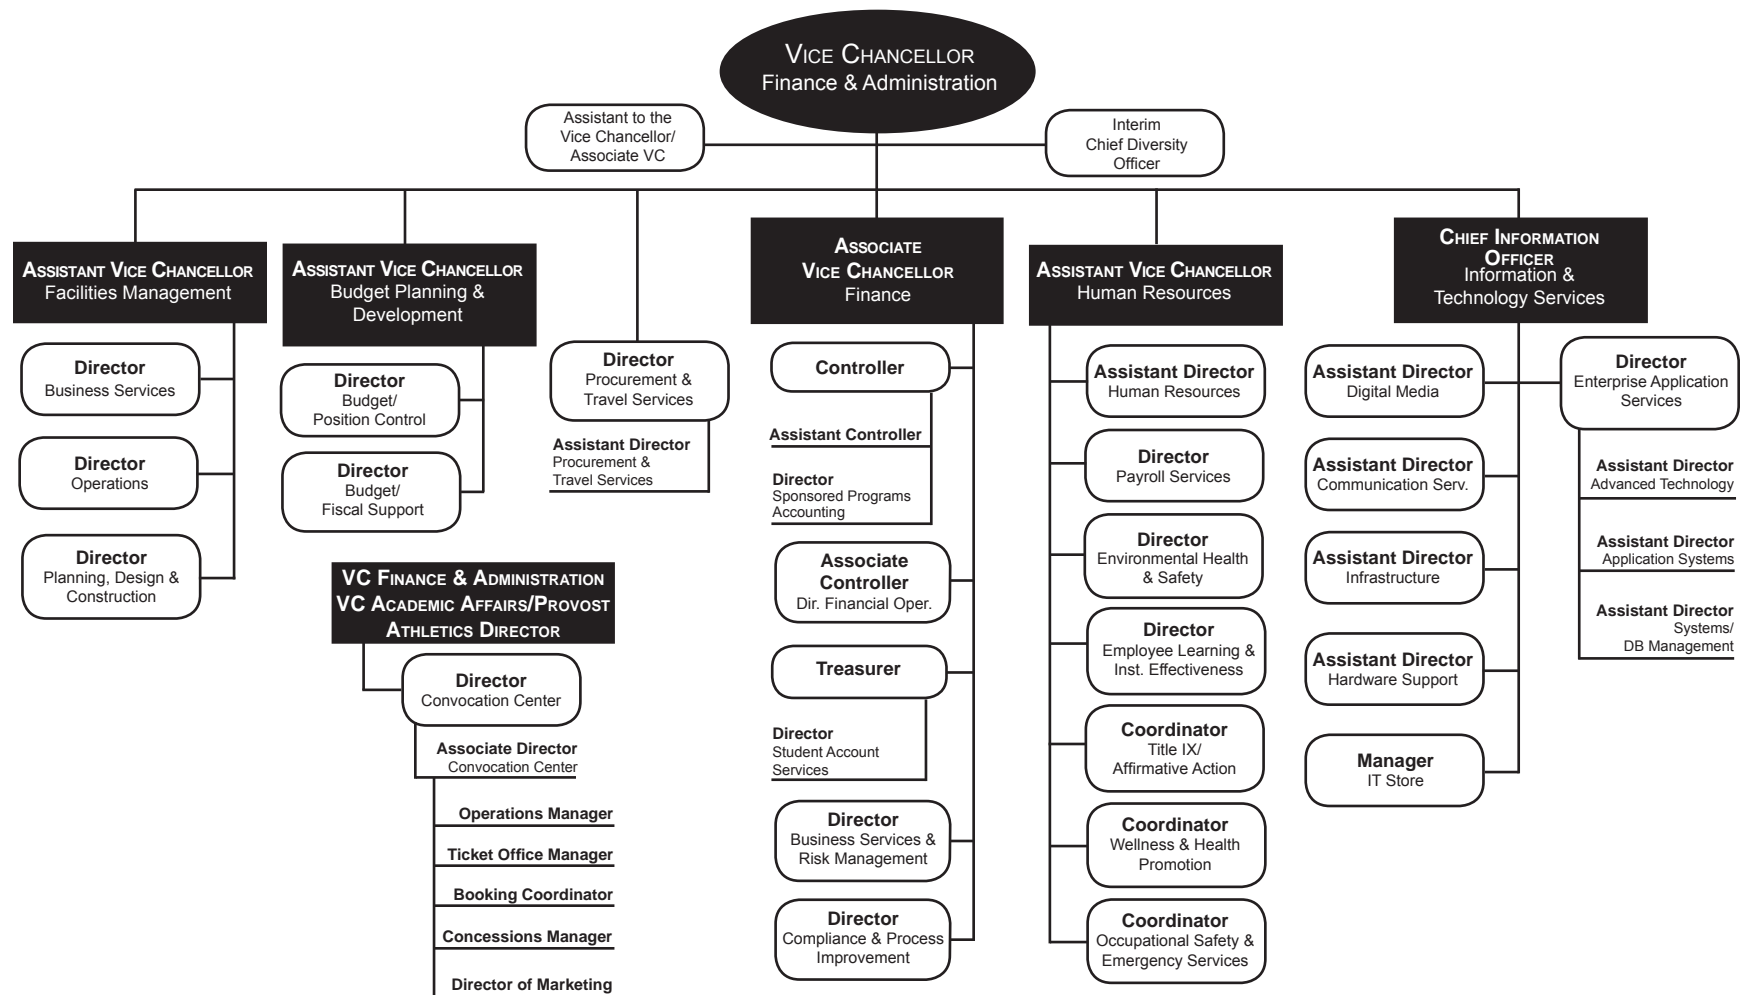 VICE CHANCELLOR
Finance & Administration
Assistant to the
Vice Chancellor/
Associate VC
Interim
Chief Diversity
Officer
ASSISTANT VICE CHANCELLOR
Facilities Management
Director
Business Services
Director
Operations
Director
Planning, Design &
Construction
ASSISTANT VICE CHANCELLOR
Budget Planning &
Development
Director
Budget/
Position Control
Director
Budget/
Fiscal Support
Director
Procurement &
Travel Services
Assistant Director
Procurement &
Travel Services
VC FINANCE & ADMINISTRATION
VC ACADEMIC AFFAIRS/PROVOST
ATHLETICS DIRECTOR
Director
Convocation Center
Associate Director
Convocation Center
Operations Manager
Ticket Office Manager
Booking Coordinator
Concessions Manager
Director of Marketing
ASSOCIATE
VICE CHANCELLOR
Finance
Controller
Assistant Controller
Director
Sponsored Programs
Accounting
Associate
Controller
Dir. Financial Oper.
Treasurer
Director
Student Account
Services
Director
Business Services &
Risk Management
Director
Compliance & Process
Improvement
ASSISTANT VICE CHANCELLOR
Human Resources
Assistant Director
Human Resources
Director
Payroll Services
Director
Environmental Health
& Safety
Director
Employee Learning &
Inst. Effectiveness
Coordinator
Title IX/
Affirmative Action
Coordinator
Wellness & Health
Promotion
Coordinator
Occupational Safety &
Emergency Services
CHIEF INFORMATION
OFFICER
Information &
Technology Services
Assistant Director
Digital Media
Assistant Director
Communication Serv.
Assistant Director
Infrastructure
Assistant Director
Hardware Support
Manager
IT Store
Director
Enterprise Application
Services
Assistant Director
Advanced Technology
Assistant Director
Application Systems
Assistant Director
Systems/
DB Management